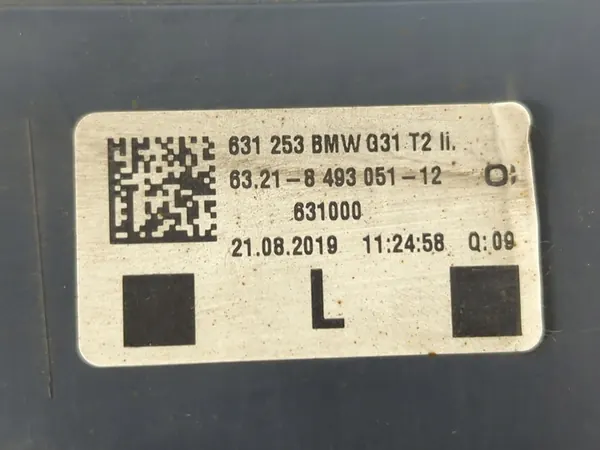 631 253 BMW G31 T2 li.
63.21-8 493 051-12 O:
631000
21.08.2019 11:24:58 Q:09
L